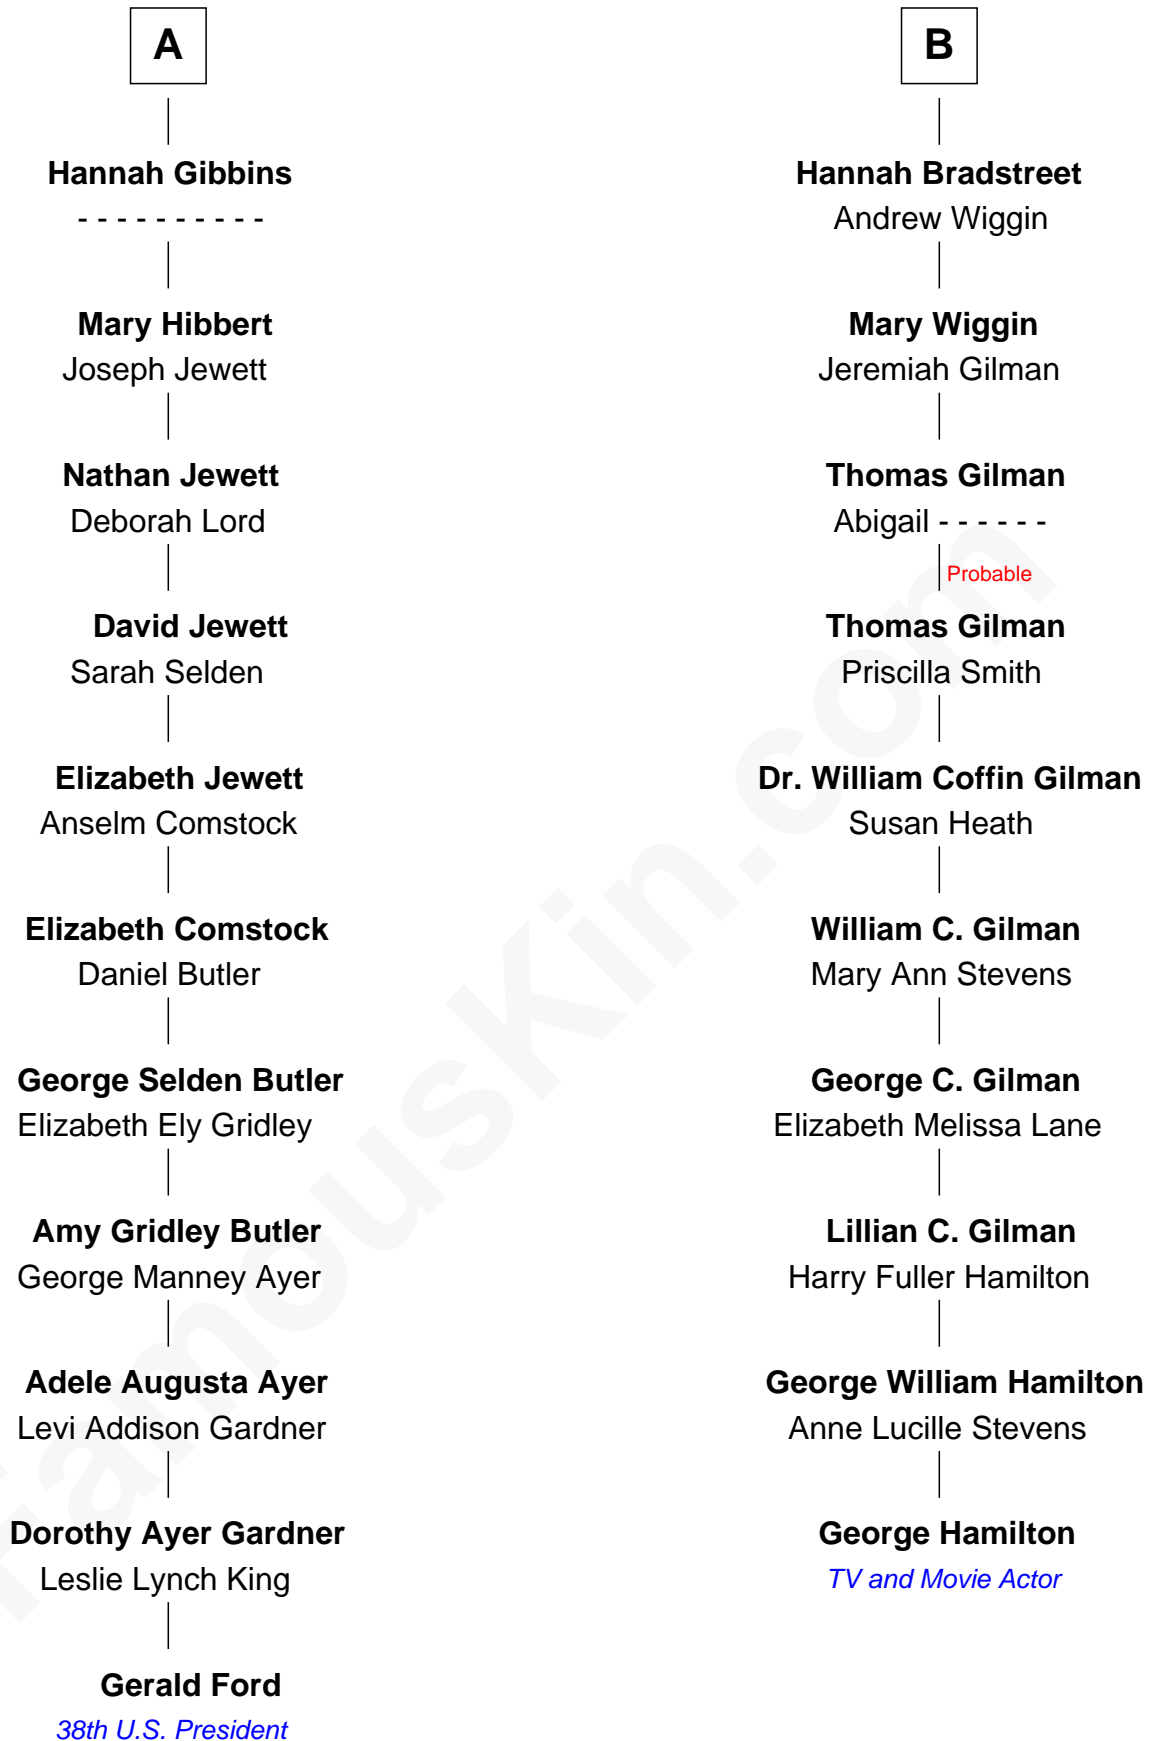 A
Hannah Gibbins
- - - - - - - - - -
Mary Hibbert
Joseph Jewett
Nathan Jewett
Deborah Lord
David Jewett
Sarah Selden
Elizabeth Jewett
Anselm Comstock
Elizabeth Comstock
Daniel Butler
George Selden Butler
Elizabeth Ely Gridley
Amy Gridley Butler
George Manney Ayer
Adele Augusta Ayer
Levi Addison Gardner
Dorothy Ayer Gardner
Leslie Lynch King
Gerald Ford
38th U.S. President
B
Hannah Bradstreet
Andrew Wiggin
Mary Wiggin
Jeremiah Gilman
Thomas Gilman
Abigail - - - - - -
Probable
Thomas Gilman
Priscilla Smith
Dr. William Coffin Gilman
Susan Heath
William C. Gilman
Mary Ann Stevens
George C. Gilman
Elizabeth Melissa Lane
Lillian C. Gilman
Harry Fuller Hamilton
George William Hamilton
Anne Lucille Stevens
George Hamilton
TV and Movie Actor
FamousKin.com